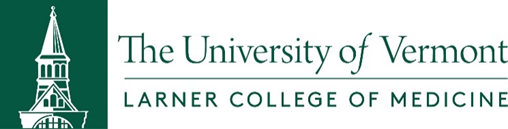 The University of Vermont
LARNER COLLEGE OF MEDICINE